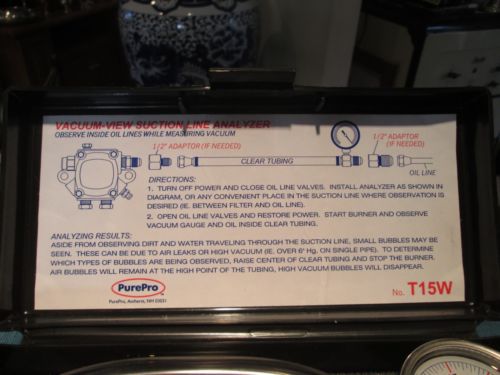 VACUUM-VIEW SUCTION LINE ANALYZER
OBSERVE INSIDE OIL LINES WHILE MEASURING VACUUM
1/2" ADAPTOR (IF NEEDED)
1/2" ADAPTOR
(IF NEEDED)
CLEAR TUBING
OIL LINE
DIRECTIONS:
1. TURN OFF POWER AND CLOSE OIL LINE VALVES. INSTALL ANALYZER AS SHOWN IN
DIAGRAM, OR ANY CONVENIENT PLACE IN THE SUCTION LINE WHERE OBSERVATION IS
DESIRED (IE. BETWEEN FILTER AND OIL LINE).
2. OPEN OIL LINE VALVES AND RESTORE POWER. START BURNER AND OBSERVE
VACUUM GAUGE AND OIL INSIDE CLEAR TUBING.
ANALYZING RESULTS:
ASIDE FROM OBSERVING DIRT AND WATER TRAVELING THROUGH THE SUCTION LINE, SMALL BUBBLES MAY BE
SEEN. THESE CAN BE DUE TO AIR LEAKS OR HIGH VACUUM (IE. OVER 6' Hg, ON SINGLE PIPE). TO DETERMINE
WHICH TYPES OF BUBBLES ARE BEING OBSERVED, RAISE CENTER OF CLEAR TUBING AND STOP THE BURNER.
AIR BUBBLES WILL REMAIN AT THE HIGH POINT OF THE TUBING, HIGH VACUUM BUBBLES WILL DISAPPEAR.
PurePro
PurePro, Amherst, NH 03031
No. T15W